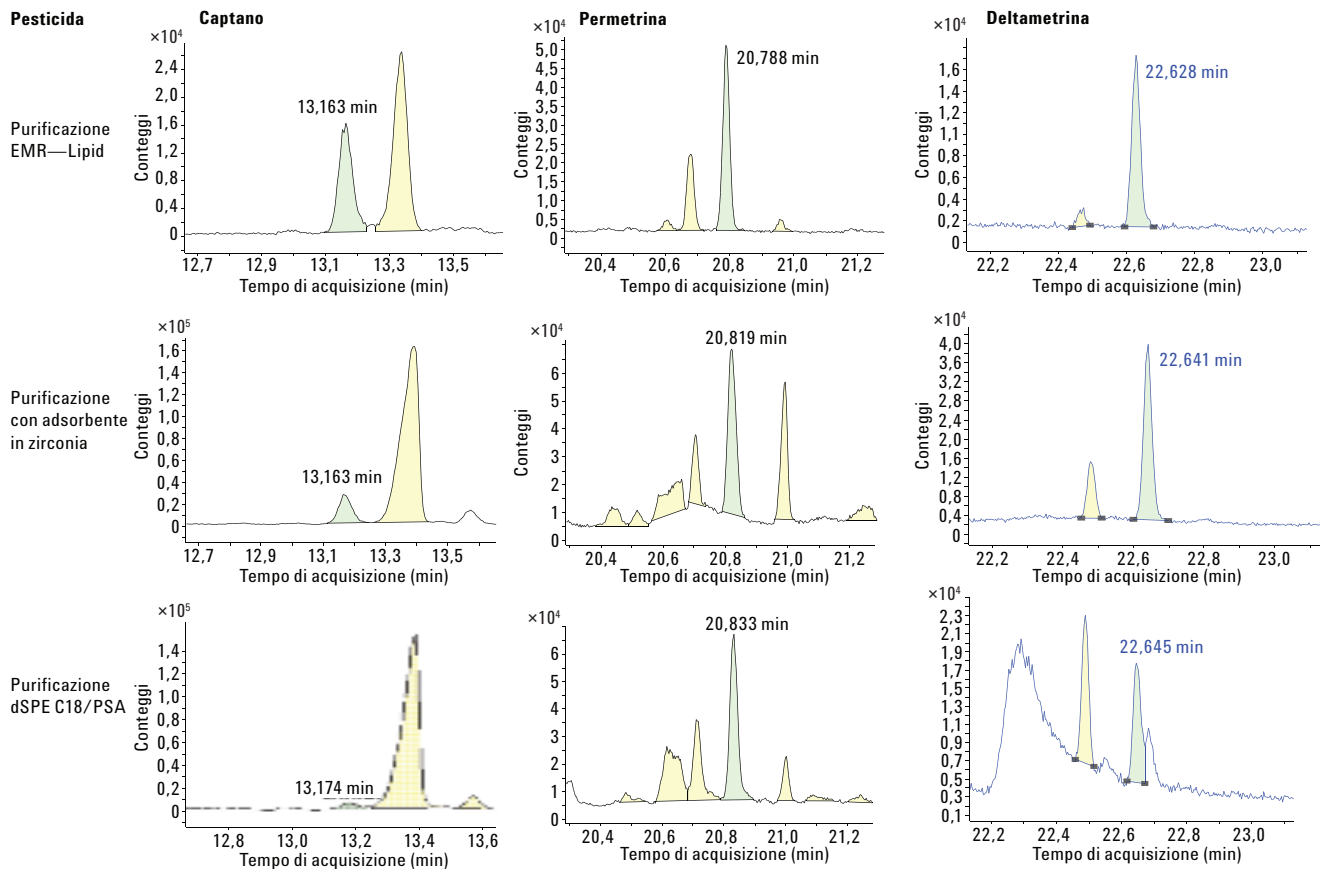 Pesticida
Captano
Permetrina
Deltametrina
Purificazione
EMR—Lipid
×10⁴
Conteggi
2,4
2,0
1,6
1,2
0,8
0,4
0
13,163 min
12,7 12,9 13,1 13,3 13,5
Tempo di acquisizione (min)
×10⁴
Conteggi
5,0
4,5
4,0
3,5
3,0
2,5
2,0
1,5
1,0
0,5
0
20,788 min
20,4 20,6 20,8 21,0 21,2
Tempo di acquisizione (min)
×10⁴
Conteggi
1,6
1,4
1,2
1,0
0,8
0,6
0,4
0,2
0
22,628 min
22,2 22,4 22,6 22,8 23,0
Tempo di acquisizione (min)
Purificazione
con adsorbente
in zirconia
×10⁵
Conteggi
1,6
1,4
1,2
1,0
0,8
0,6
0,4
0,2
0
13,163 min
12,7 12,9 13,1 13,3 13,5
Tempo di acquisizione (min)
×10⁴
Conteggi
6
5
4
3
2
1
0
20,819 min
20,4 20,6 20,8 21,0 21,2
Tempo di acquisizione (min)
×10⁴
Conteggi
4,0
3,6
3,2
2,8
2,4
2,0
1,6
1,2
0,8
0,4
0
22,641 min
22,2 22,4 22,6 22,8 23,0
Tempo di acquisizione (min)
Purificazione
dSPE C18/PSA
×10⁵
Conteggi
1,4
1,2
1,0
0,8
0,6
0,4
0,2
0
13,174 min
12,8 13,0 13,2 13,4 13,6
Tempo di acquisizione (min)
×10⁴
Conteggi
6
5
4
3
2
1
0
20,833 min
20,4 20,6 20,8 21,0 21,2
Tempo di acquisizione (min)
×10⁴
Conteggi
2,3
2,1
1,9
1,7
1,5
1,3
1,1
0,9
0,7
0,5
0,3
0,1
22,645 min
22,2 22,4 22,6 22,8 23,0
Tempo di acquisizione (min)